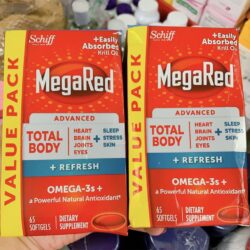 VALUE PACK
Schiff
+Easily
Absorbed
Krill Oil
MegaRed
ADVANCED
TOTAL
BODY
HEART
BRAIN
JOINTS
EYES
+ SLEEP
STRESS
SKIN
+ REFRESH
OMEGA-3s +
a Powerful Natural Antioxidant*
65
SOFTGELS
DIETARY
SUPPLEMENT
VALUE PACK
Schiff
+Easily
Absorbed
Krill Oil
MegaRed
ADVANCED
TOTAL
BODY
HEART
BRAIN
JOINTS
EYES
+ SLEEP
STRESS
SKIN
+ REFRESH
OMEGA-3s +
a Powerful Natural Antioxidant*
65
SOFTGELS
DIETARY
SUPPLEMENT